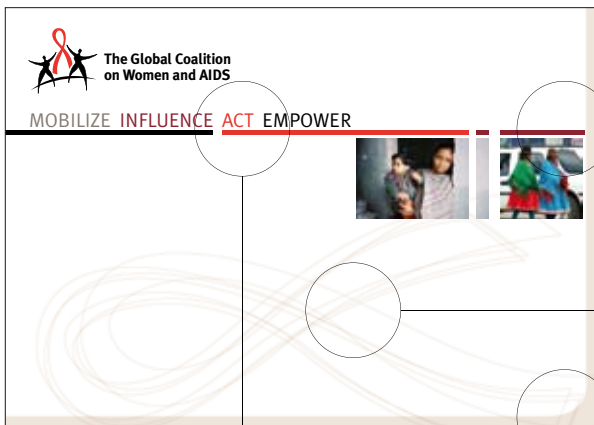 The Global Coalition
on Women and AIDS
MOBILIZE INFLUENCE ACT EMPOWER